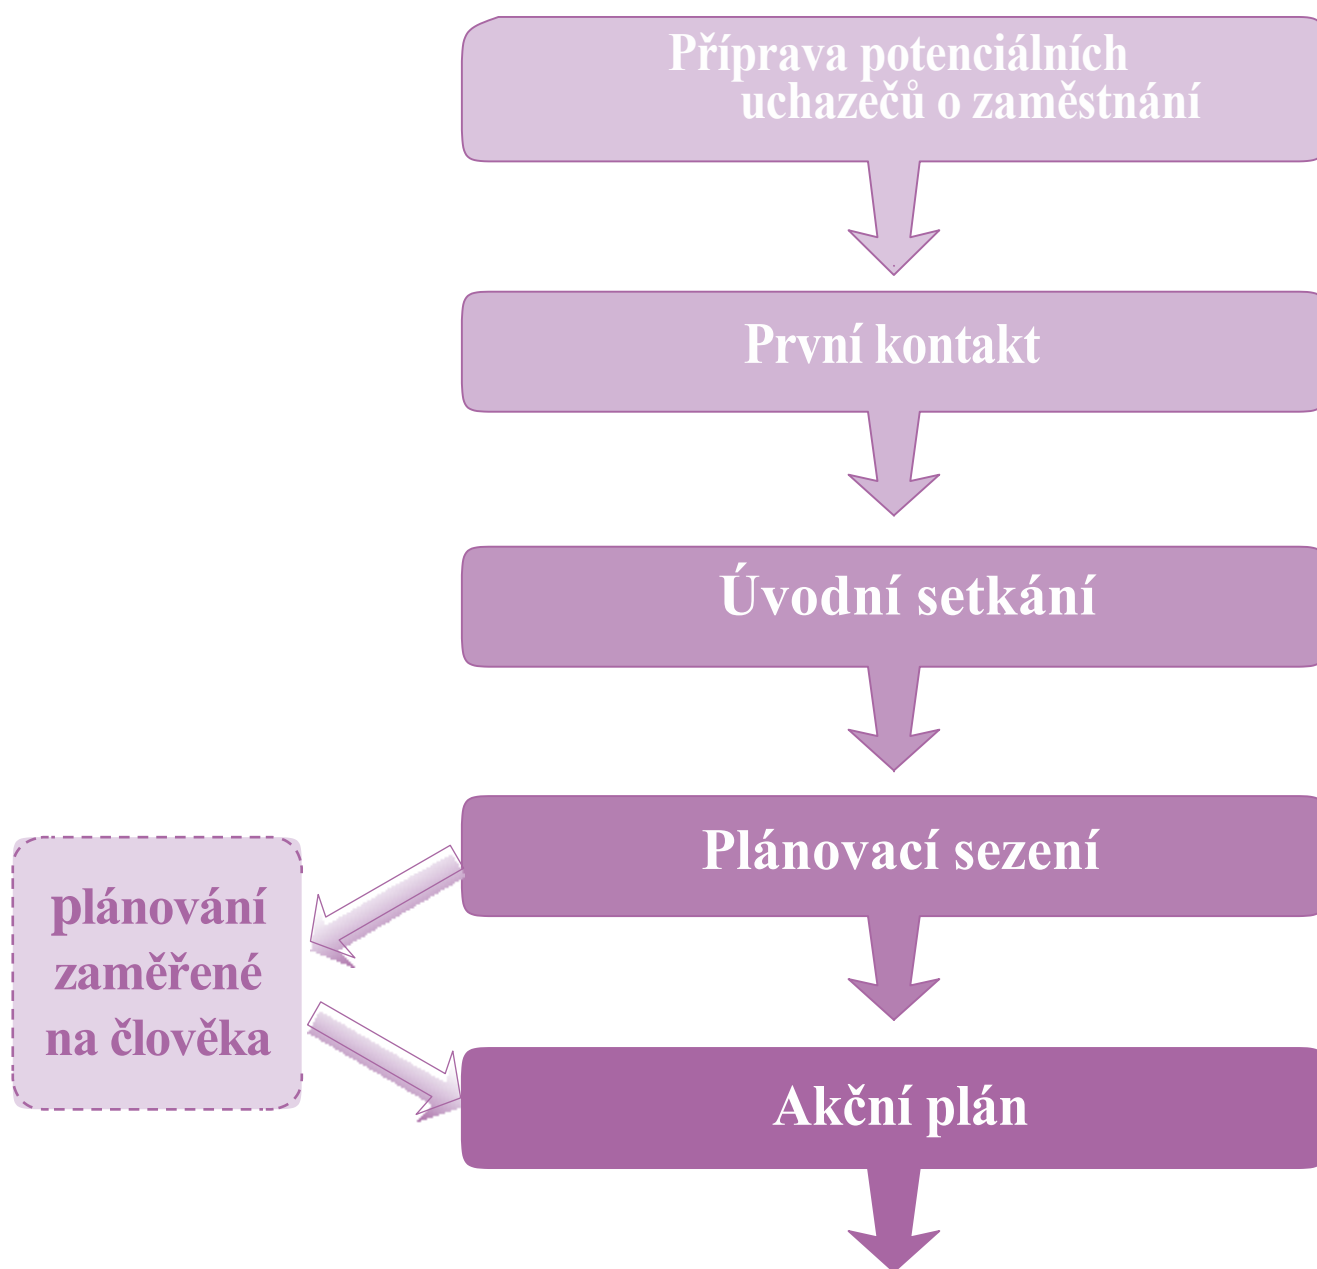 Příprava potenciálních
uchazečů o zaměstnání
První kontakt
Úvodní setkání
Plánovací sezení
plánování
zaměřené
na člověka
Akční plán